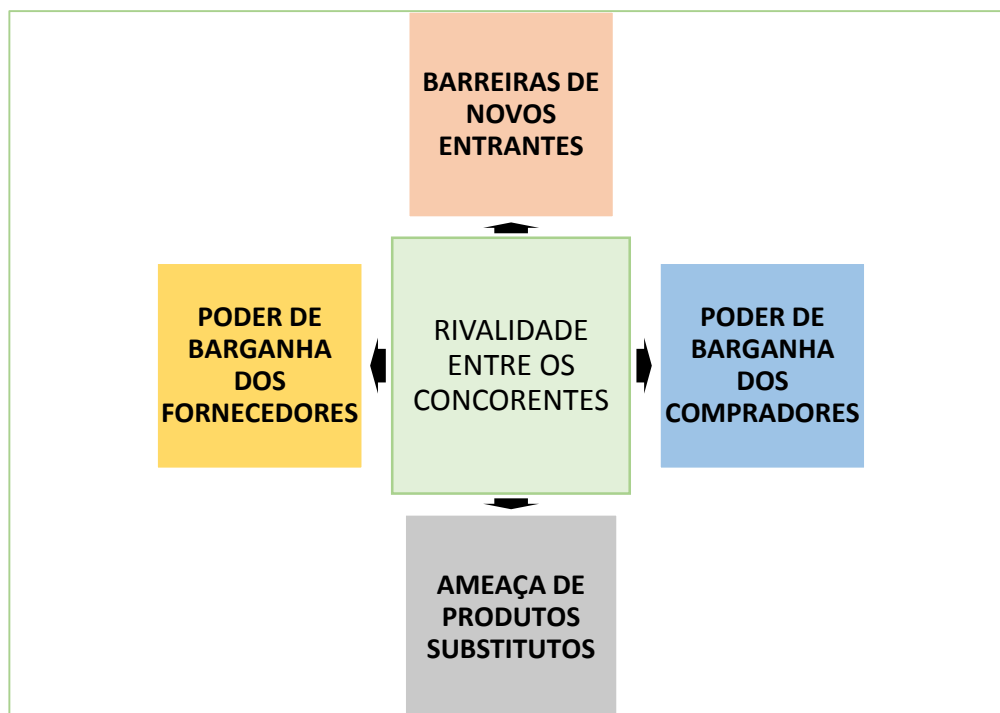 BARREIRAS DE
NOVOS
ENTRANTES
PODER DE
BARGANHA
DOS
FORNECEDORES
RIVALIDADE
ENTRE OS
CONCORENTES
PODER DE
BARGANHA
DOS
COMPRADORES
AMEAÇA DE
PRODUTOS
SUBSTITUTOS